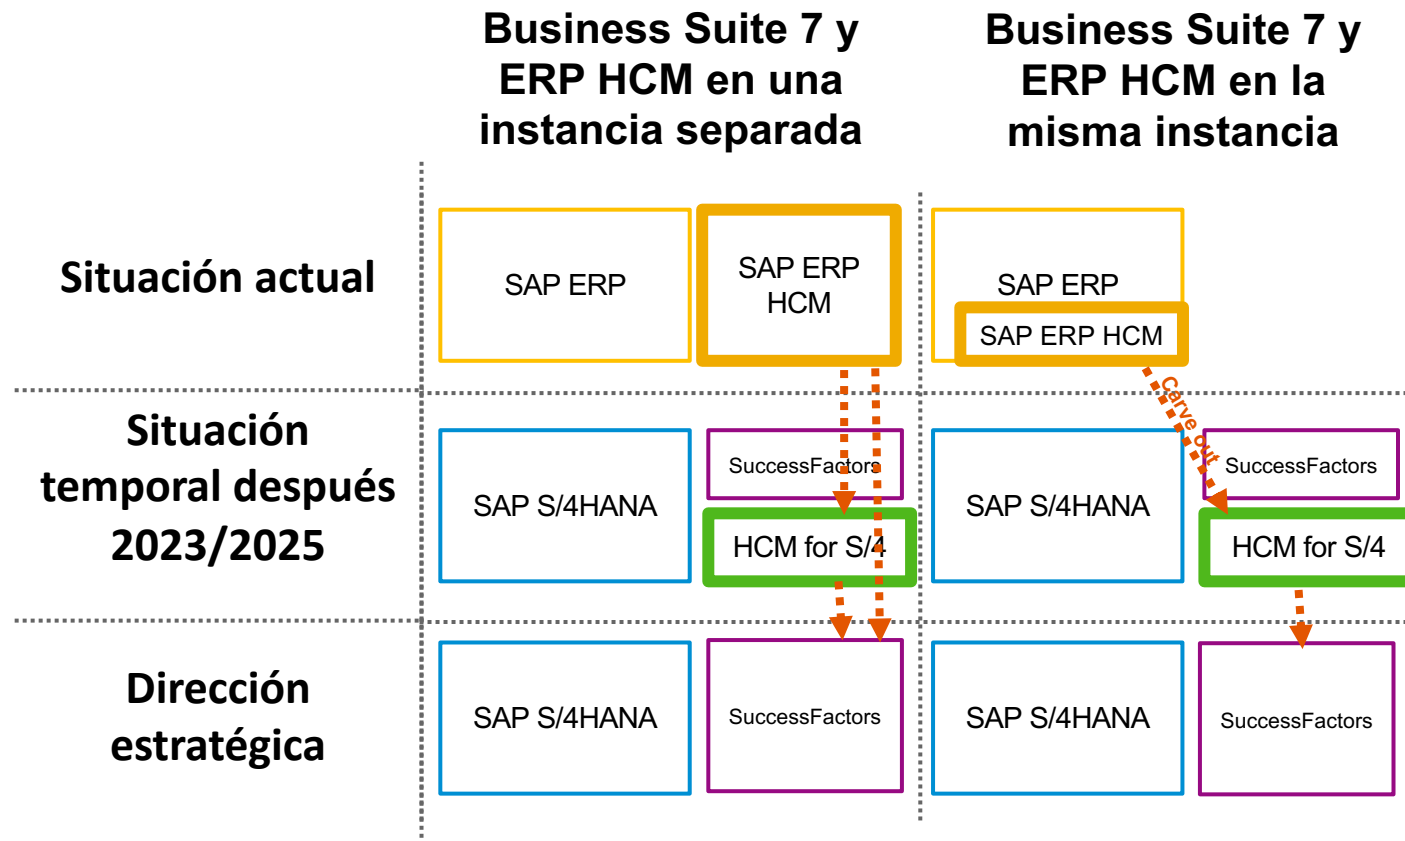 Business Suite 7 y
ERP HCM en una
instancia separada
Business Suite 7 y
ERP HCM en la
misma instancia
Situación actual
SAP ERP
SAP ERP
HCM
SAP ERP
SAP ERP HCM
Carve out
Situación
temporal después
2023/2025
SAP S/4HANA
SuccessFactors
HCM for S/4
SAP S/4HANA
SuccessFactors
HCM for S/4
Dirección
estratégica
SAP S/4HANA
SuccessFactors
SAP S/4HANA
SuccessFactors